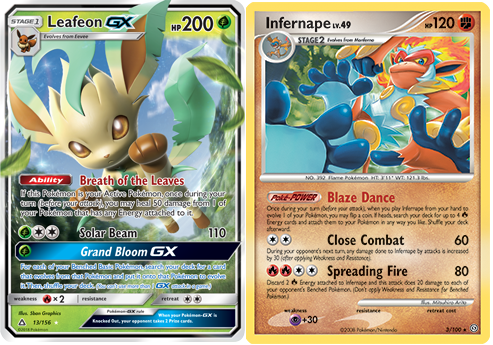 STAGE 1 Leafeon GX HP 200
Evolves from Eevee
Ability Breath of the Leaves
If this Pokémon is your Active Pokémon, once during your
turn (before your attack), you may heal 50 damage from 1 of
your Pokémon that has any Energy attached to it.
Solar Beam 110
Grand Bloom GX
For each of your Benched Basic Pokémon, search your deck for a card
that evolves from that Pokémon and put it onto that Pokémon to evolve
it. Then, shuffle your deck. (You can't use more than 1 GX attack in a game.)
weakness ×2 resistance retreat
Illus. 5ban Graphics
13/156
Pokémon-GX rule
When your Pokémon-GX is
Knocked Out, your opponent takes 2 Prize cards.
©2018 Pokémon
Infernape LV.49 HP 120
STAGE 2 Evolves from Monferno
NO. 392 Flame Pokémon HT. 3'11" WT. 121.3 lbs.
Poké-POWER Blaze Dance
Once during your turn (before your attack), when you play Infernape from your hand to
evolve 1 of your Pokémon, you may flip a coin. If heads, search your deck for up to 4
Energy cards and attach them to your Pokémon in any way you like. Shuffle your deck
afterward.
Close Combat 60
During your opponent's next turn, any damage done to Infernape by attacks is increased
by 30 (after applying Weakness and Resistance).
Spreading Fire 80
Discard 2 Energy attached to Infernape and this attack does 20 damage to each of
your opponent's Benched Pokémon. (Don't apply Weakness and Resistance for Benched
Pokémon.)
Illus. Mitsuhiro Arita
weakness resistance retreat cost
+30
©2008 Pokémon/Nintendo 3/100